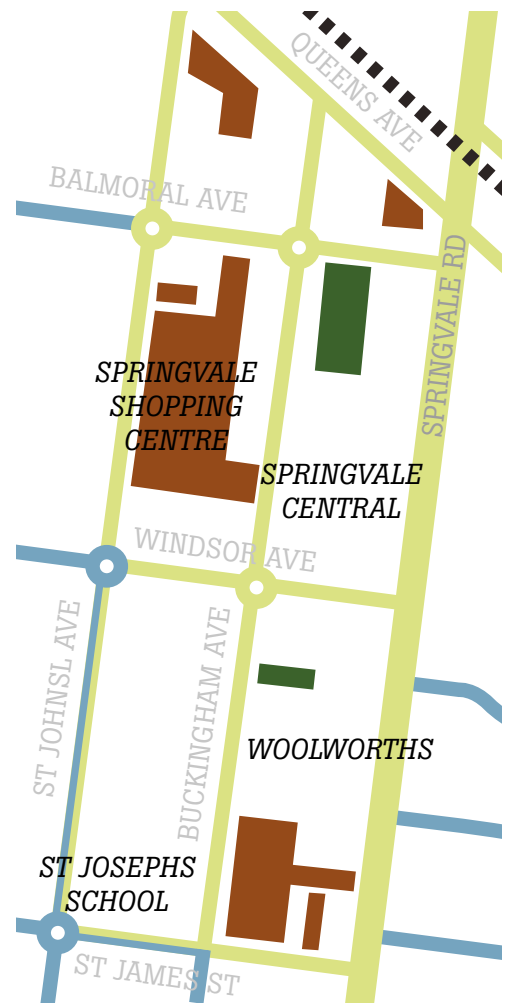 QUEENS AVE
BALMORAL AVE
SPRINGVALE RD
SPRINGVALE
SHOPPING
CENTRE
SPRINGVALE
CENTRAL
WINDSOR AVE
ST JOHNSL AVE
BUCKINGHAM AVE
WOOLWORTHS
ST JOSEPHS
SCHOOL
ST JAMES ST